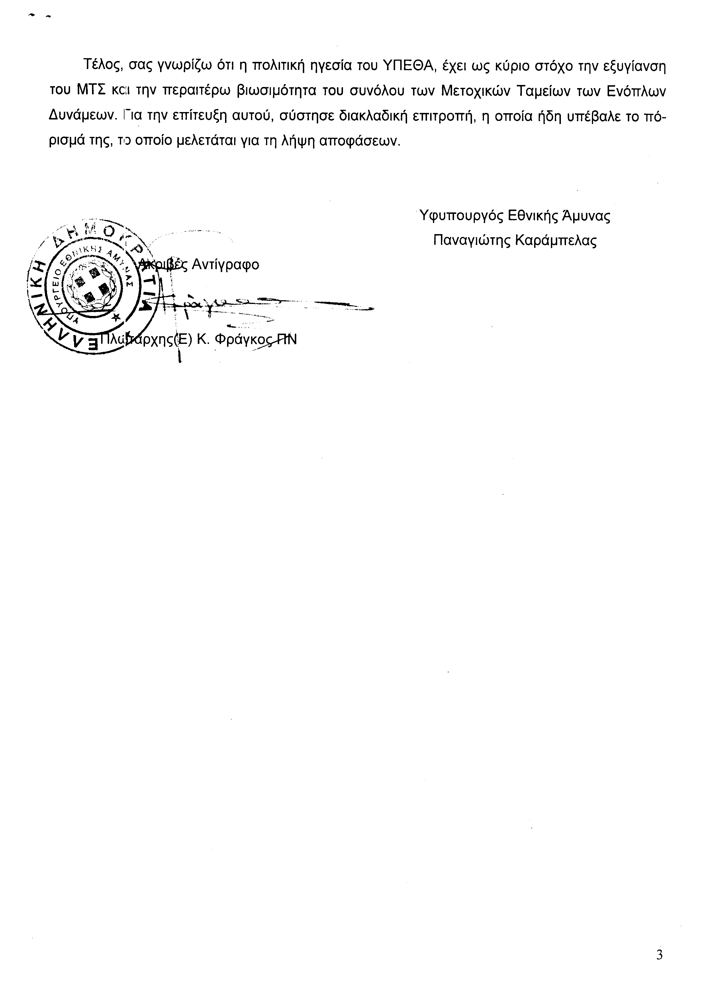 Τέλος, σας γνωρίζω ότι η πολιτική ηγεσία του ΥΠΕΘΑ, έχει ως κύριο στόχο την εξυγίανση
του ΜΤΣ και την περαιτέρω βιωσιμότητα του συνόλου των Μετοχικών Ταμείων των Ενόπλων
Δυνάμεων. Για την επίτευξη αυτού, σύστησε διακλαδική επιτροπή, η οποία ήδη υπέβαλε το πό-
ρισμά της, το οποίο μελετάται για τη λήψη αποφάσεων.
Υφυπουργός Εθνικής Άμυνας
Παναγιώτης Καράμπελας
ΕΛΛΗΝΙΚΗ ΔΗΜΟΚΡΑΤΙΑ
ΥΠΟΥΡΓΕΙΟ ΕΘΝΙΚΗΣ ΑΜΥΝΑΣ
Ακριβές Αντίγραφο
Πλωτάρχης(Ε) Κ. Φράγκος ΠΝ
3